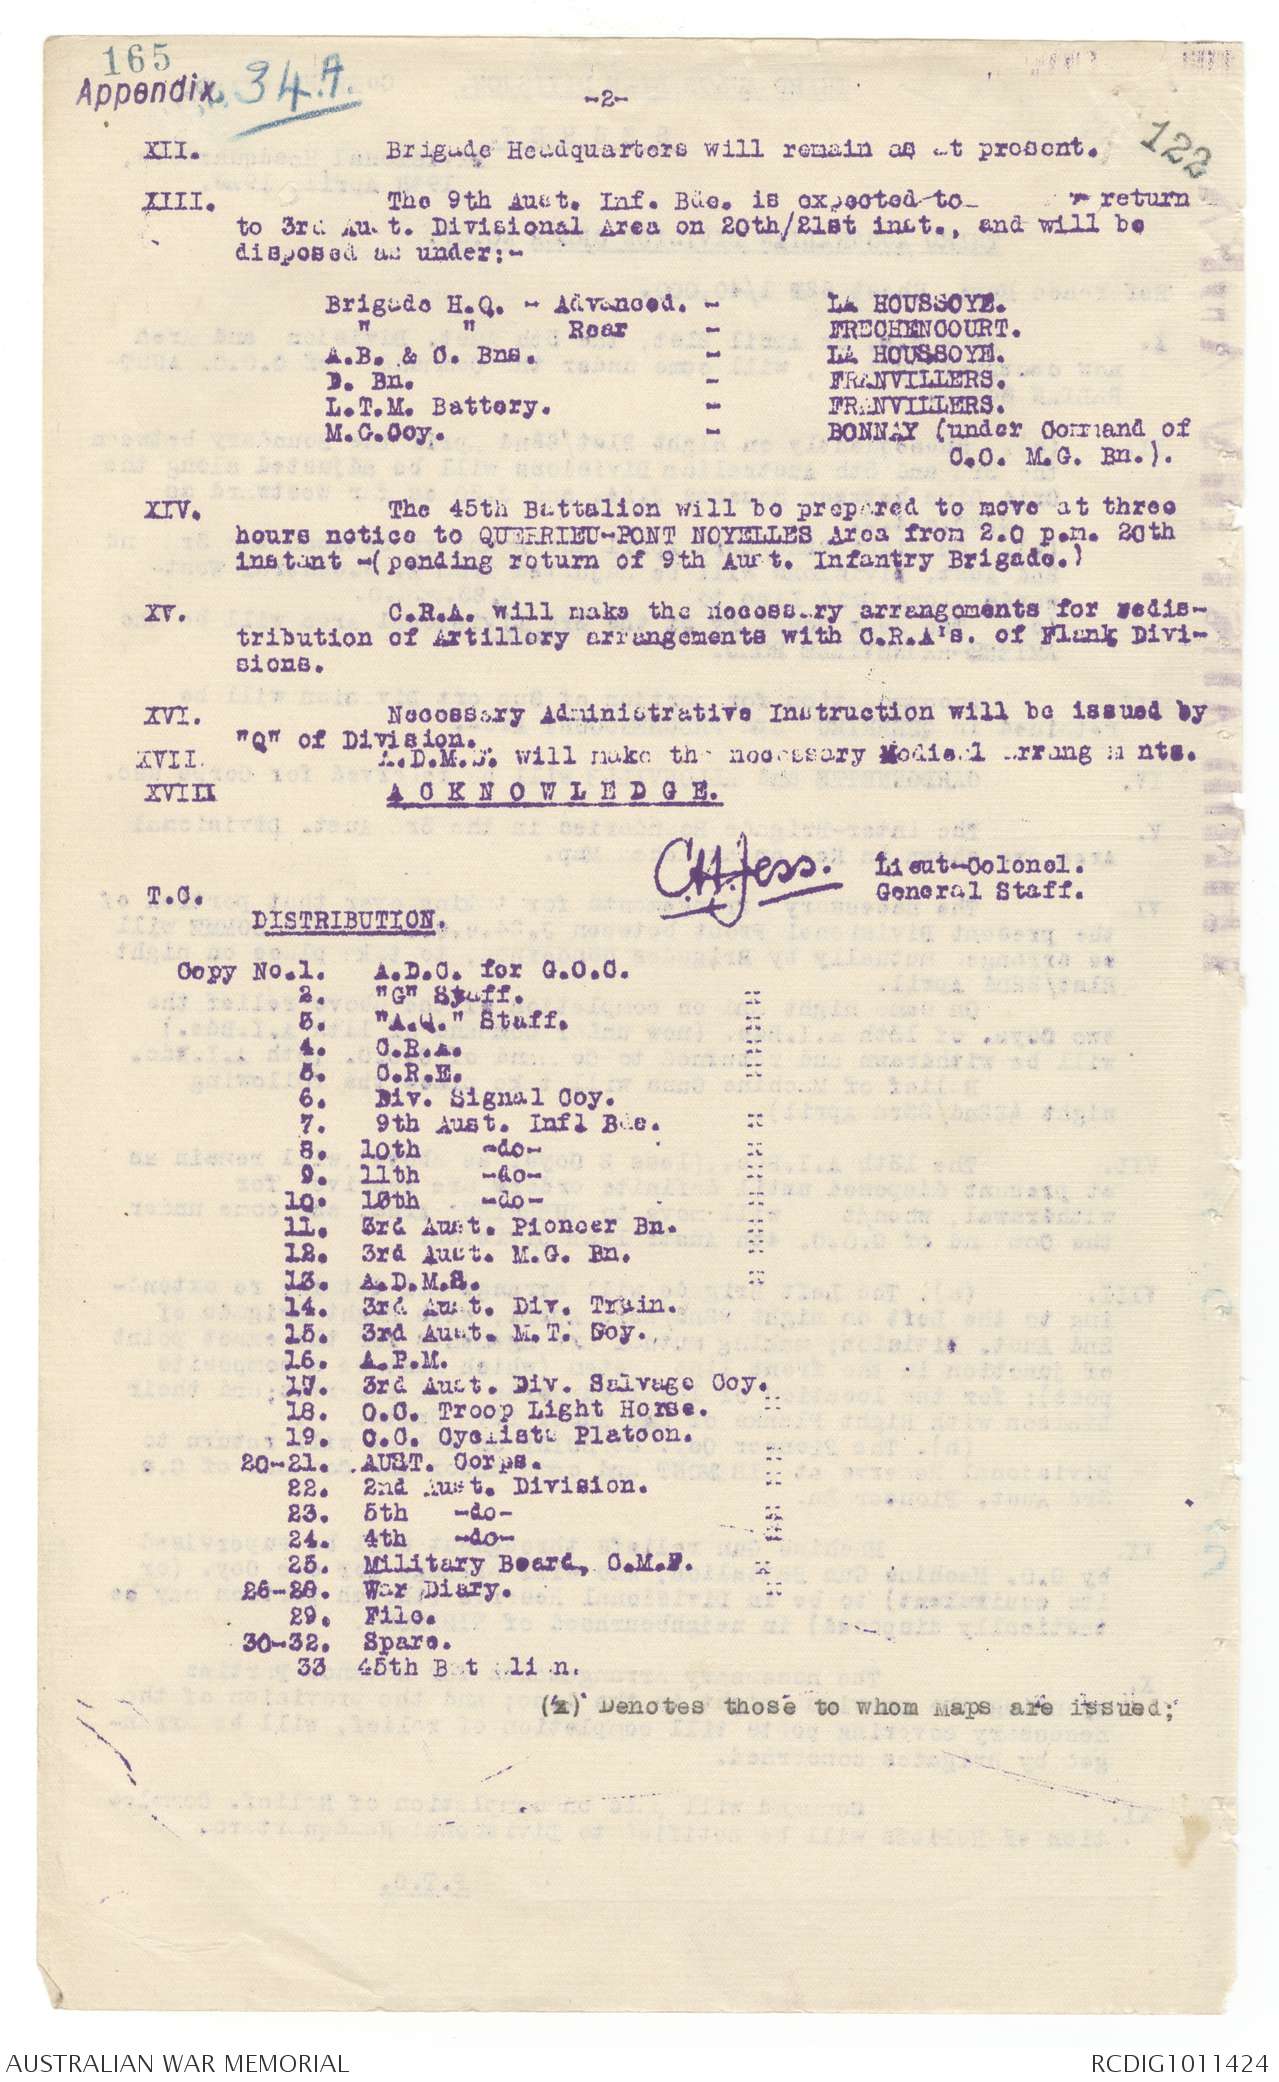 165
Appendix 34.A.
-2-
122
XII. Brigade Headquarters will remain as at present.
XIII. The 9th Aust. Inf. Bde. is expected to return
to 3rd Aust. Divisional Area on 20th/21st inst., and will be
disposed as under:-
Brigade H.Q. - Advanced. - LA HOUSSOYE.
" " Rear - FRECHENCOURT.
A.B. & C. Bns. - LA HOUSSOYE.
D. Bn. - FRANVILLERS.
L.T.M. Battery. - FRANVILLERS.
M.G.Coy. - BONNAY (under Command of
C.O. M.G. Bn.).
XIV. The 45th Battalion will be prepared to move at three
hours notice to QUERRIEU-PONT NOYELLES Area from 2.0 p.m. 20th
instant -(pending return of 9th Aust. Infantry Brigade.)
XV. C.R.A. will make the necessary arrangements for redis-
tribution of Artillery arrangements with C.R.A's. of Flank Divi-
sions.
XVI. Necessary Administrative Instruction will be issued by
"Q" of Division.
XVII. A.D.M.S. will make the necessary Medical arrangements.
XVIII A C K N O W L E D G E.
C.H.Jess. Lieut-Colonel.
General Staff.
T.C.
DISTRIBUTION.
Copy No.1. A.D.C. for G.O.C.
2. "G" Staff. x
3. "A.Q." Staff. x
4. C.R.A. x
5. C.R.E. x
6. Div. Signal Coy.
7. 9th Aust. Infl Bde. x
8. 10th -do- x
9. 11th -do- x
10. 13th -do- x
11. 3rd Aust. Pioneer Bn. x
12. 3rd Aust. M.G. Bn. x
13. A.D.M.S. x
14. 3rd Aust. Div. Train.
15. 3rd Aust. M.T. Coy.
16. A.P.M.
17. 3rd Aust. Div. Salvage Coy.
18. O.C. Troop Light Horse. x
19. O.C. Cyclists Platoon.
20-21. AUST. Corps. x
22. 2nd Aust. Division. x
23. 5th -do- x
24. 4th -do- x
25. Military Board, C.M.F. x
26-28. War Diary. x
29. File.
30-32. Spare.
33 45th Battalion.
(x) Denotes those to whom Maps are issued;
AUSTRALIAN WAR MEMORIAL RCDIG1011424